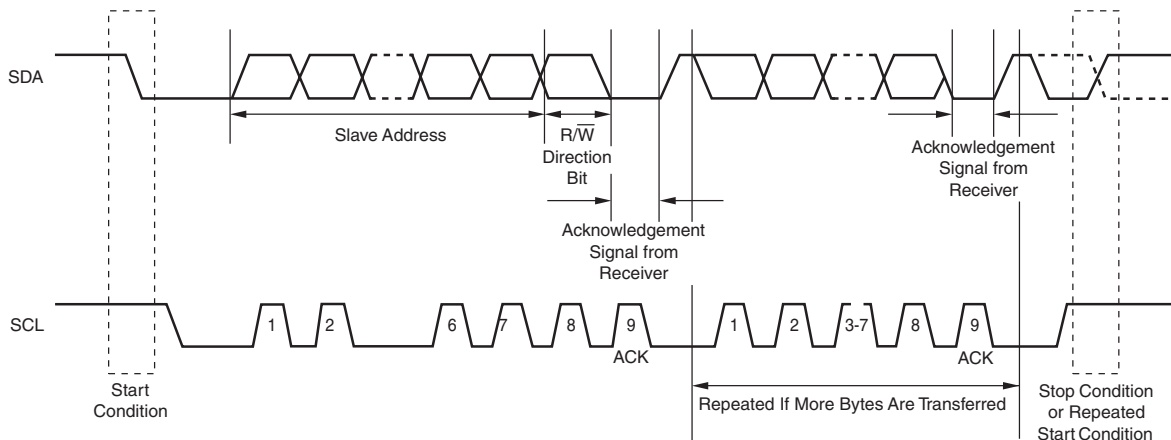 SDA
Slave Address
R/W̅
Direction
Bit
Acknowledgement
Signal from
Receiver
Acknowledgement
Signal from
Receiver
SCL
1
2
6
7
8
9
1
2
3-7
8
9
ACK
ACK
Start
Condition
Repeated If More Bytes Are Transferred
Stop Condition
or Repeated
Start Condition